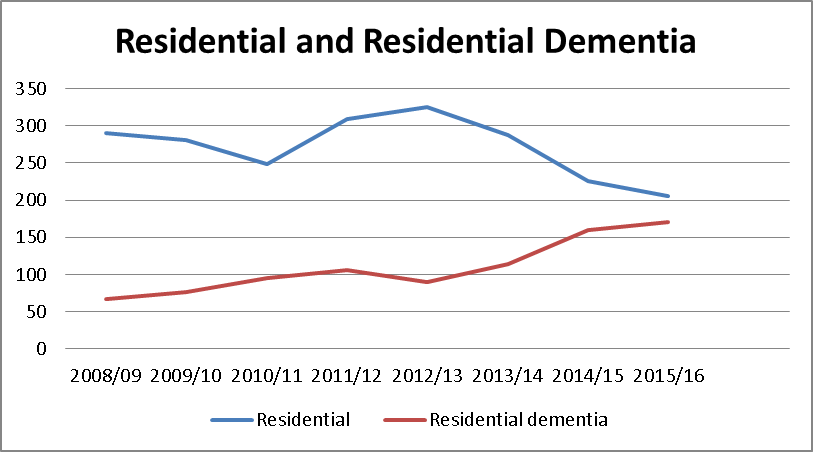 Residential and Residential Dementia
350
300
250
200
150
100
50
0
2008/09 2009/10 2010/11 2011/12 2012/13 2013/14 2014/15 2015/16
Residential Residential dementia